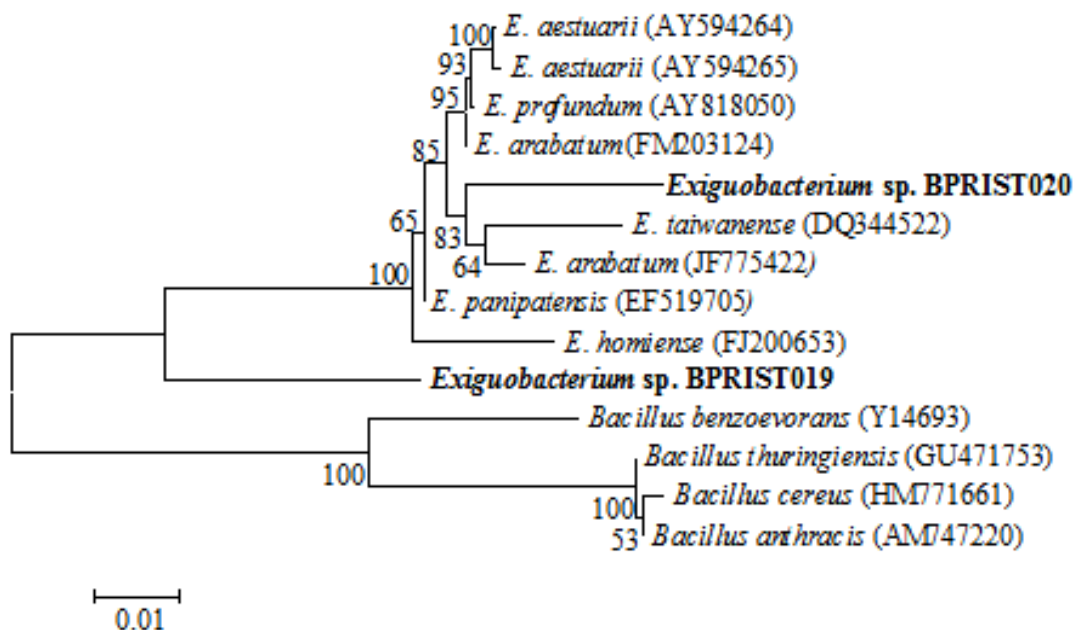 E. aestuarii (AY594264)
100
E. aestuarii (AY594265)
93
E. profundum (AY818050)
95
E. arabatum(FM203124)
85
Exiguobacterium sp. BPRIST020
65
E. taiwanense (DQ344522)
83
E. arabatum (JF775422)
64
100
E. panipatensis (EF519705)
E. homiense (FJ200653)
Exiguobacterium sp. BPRIST019
Bacillus benzoevorans (Y14693)
Bacillus thuringiensis (GU471753)
100
Bacillus cereus (HM771661)
100
Bacillus anthracis (AM747220)
53
0.01